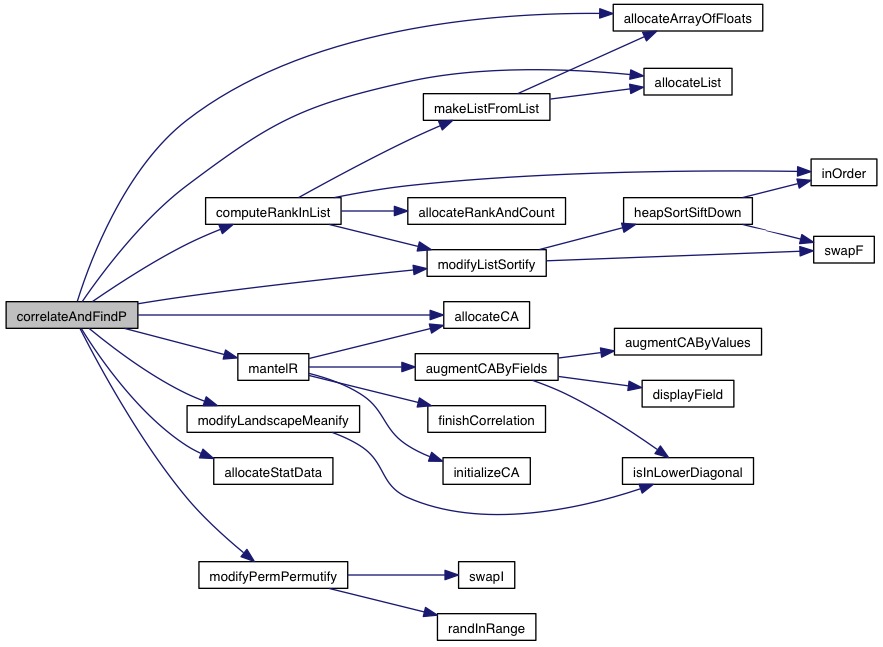 allocateArrayOfFloats
allocateList
makeListFromList
inOrder
computeRankInList
allocateRankAndCount
heapSortSiftDown
swapF
modifyListSortify
correlateAndFindP
allocateCA
augmentCAByValues
mantelR
augmentCAByFields
displayField
modifyLandscapeMeanify
finishCorrelation
allocateStatData
initializeCA
isInLowerDiagonal
modifyPermPermutify
swapI
randInRange